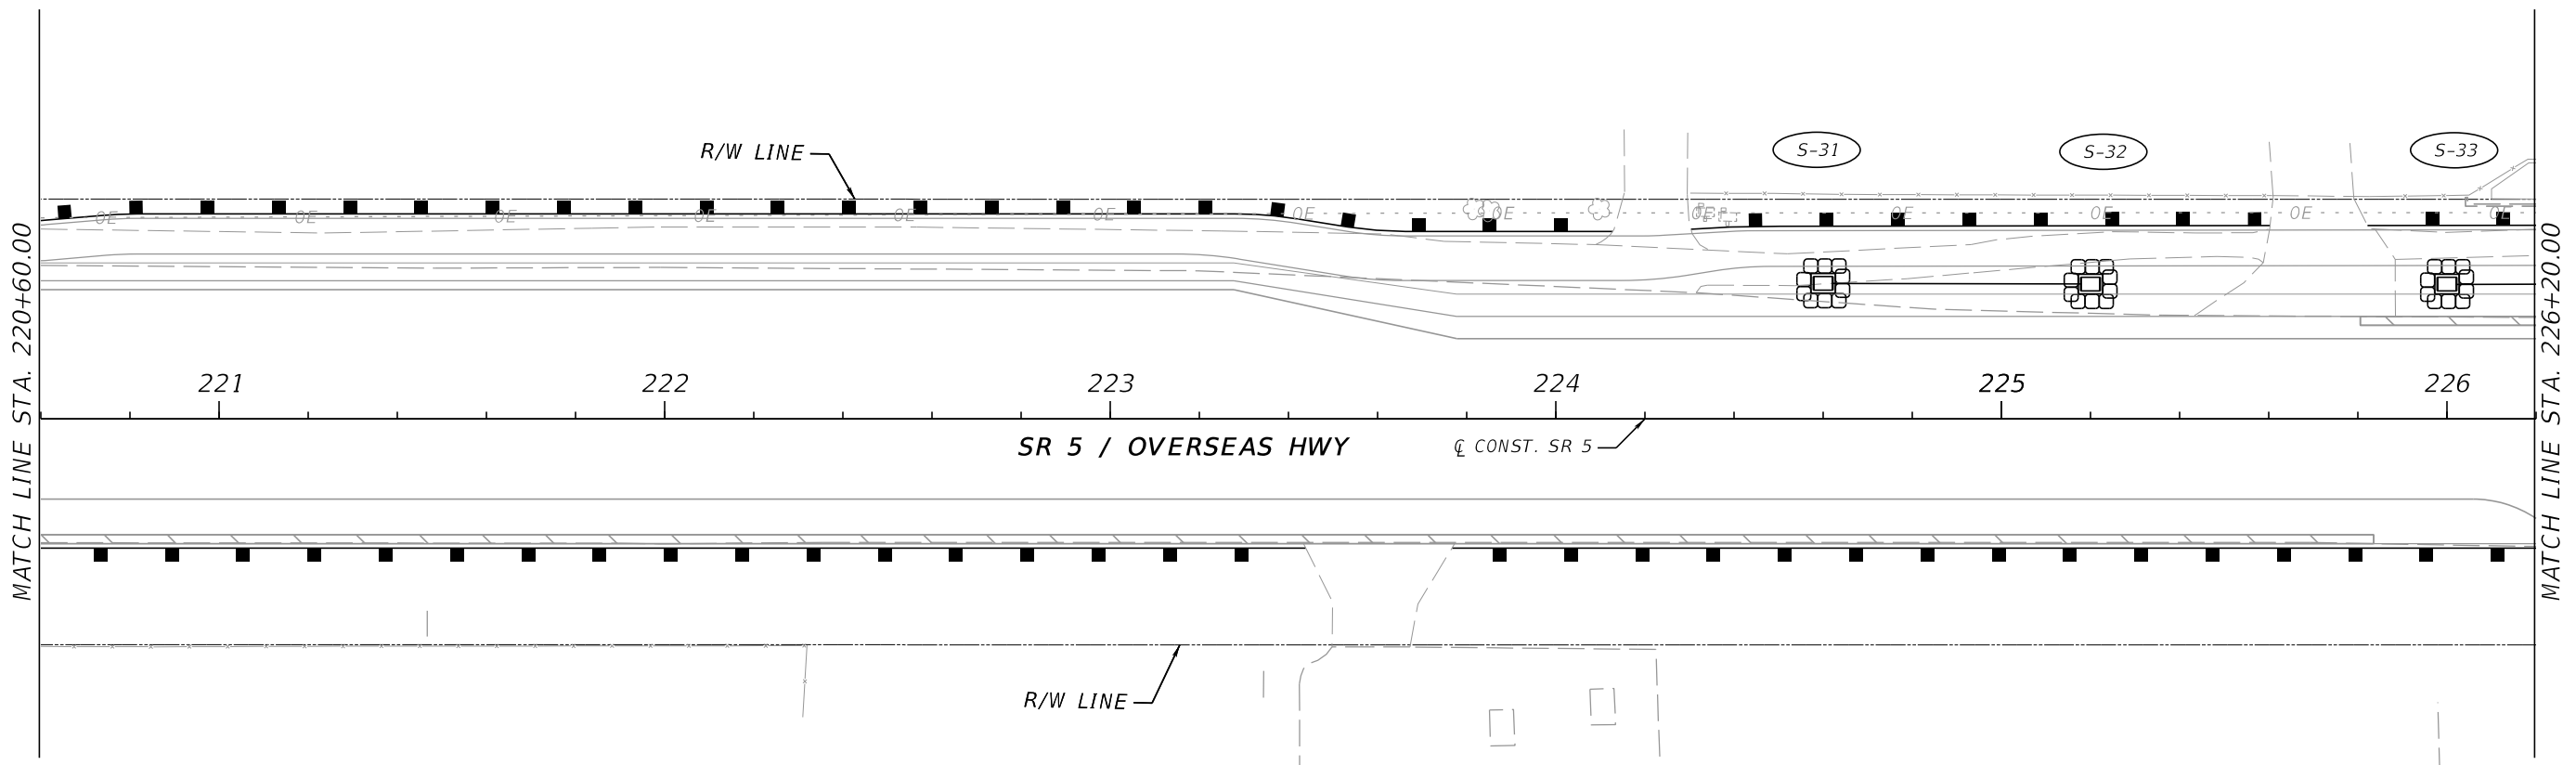 R/W LINE
S-31
S-32
S-33
OE OE OE OE OE OE OE OE OE OE OE OE OE
MATCH LINE STA. 220+60.00
MATCH LINE STA. 226+20.00
221 222 223 224 225 226
SR 5 / OVERSEAS HWY
℄ CONST. SR 5
R/W LINE